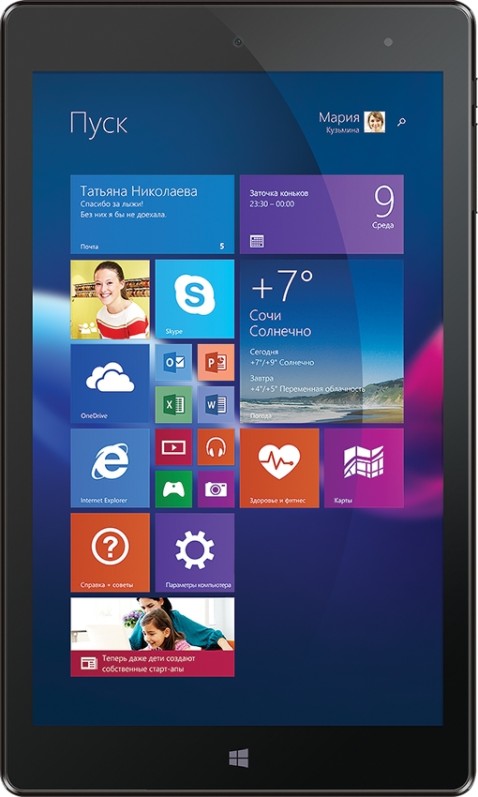 Пуск
Мария
Кузьмина
Татьяна Николаева
Спасибо за лыжи!
Без них я бы не доехала.
Почта
5
Заточка коньков
23:30 – 00:00
9
Среда
S
Skype
+7°
Сочи
Солнечно
Сегодня
+7°/+9° Солнечно
Завтра
+4°/+5° Переменная облачность
Погода
OneDrive
Internet Explorer
Здоровье и фитнес
Карты
Справка + советы
Параметры компьютера
Теперь даже дети создают
собственные старт-апы